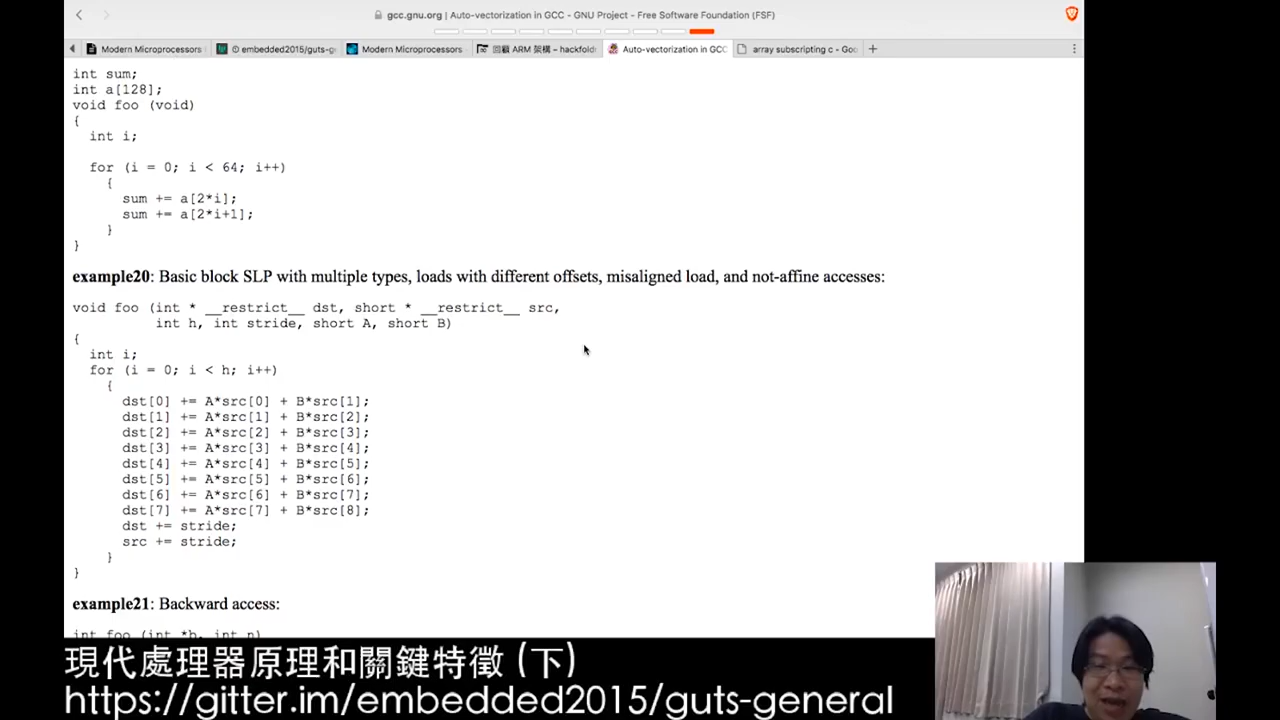 gcc.gnu.org | Auto-vectorization in GCC - GNU Project - Free Software Foundation (FSF)
Modern Microprocessors
embedded2015/guts-g
Modern Microprocessors
回顧 ARM 架構 – hackfold
Auto-vectorization in GCC
array subscripting c - Goo
int sum;
int a[128];
void foo (void)
{
int i;
for (i = 0; i < 64; i++)
{
sum += a[2*i];
sum += a[2*i+1];
}
}
example20: Basic block SLP with multiple types, loads with different offsets, misaligned load, and not-affine accesses:
void foo (int * __restrict__ dst, short * __restrict__ src,
int h, int stride, short A, short B)
{
int i;
for (i = 0; i < h; i++)
{
dst[0] += A*src[0] + B*src[1];
dst[1] += A*src[1] + B*src[2];
dst[2] += A*src[2] + B*src[3];
dst[3] += A*src[3] + B*src[4];
dst[4] += A*src[4] + B*src[5];
dst[5] += A*src[5] + B*src[6];
dst[6] += A*src[6] + B*src[7];
dst[7] += A*src[7] + B*src[8];
dst += stride;
src += stride;
}
}
example21: Backward access:
int foo (int *b, int n)
現代處理器原理和關鍵特徵 (下)
https://gitter.im/embedded2015/guts-general